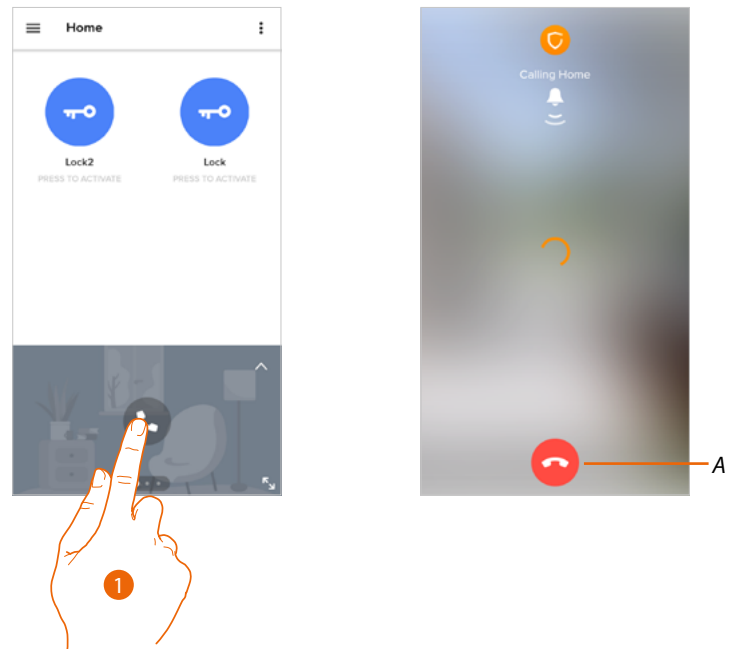 Home
Lock2
PRESS TO ACTIVATE
Lock
PRESS TO ACTIVATE
1
Calling Home
A